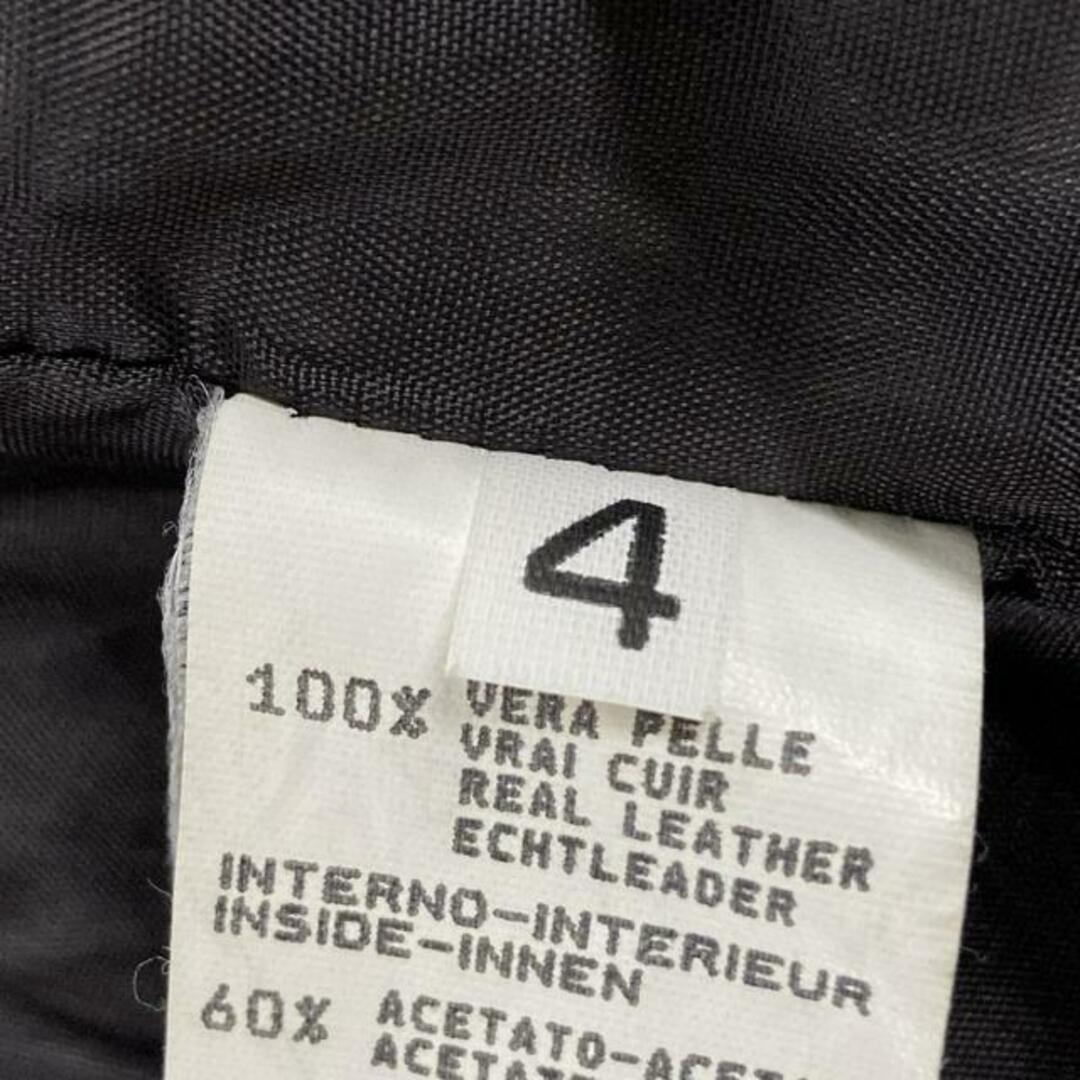 4
100% VERA PELLE
VRAI CUIR
REAL LEATHER
ECHTLEADER
INTERNO-INTERIEUR
INSIDE-INNEN
60% ACETATO-